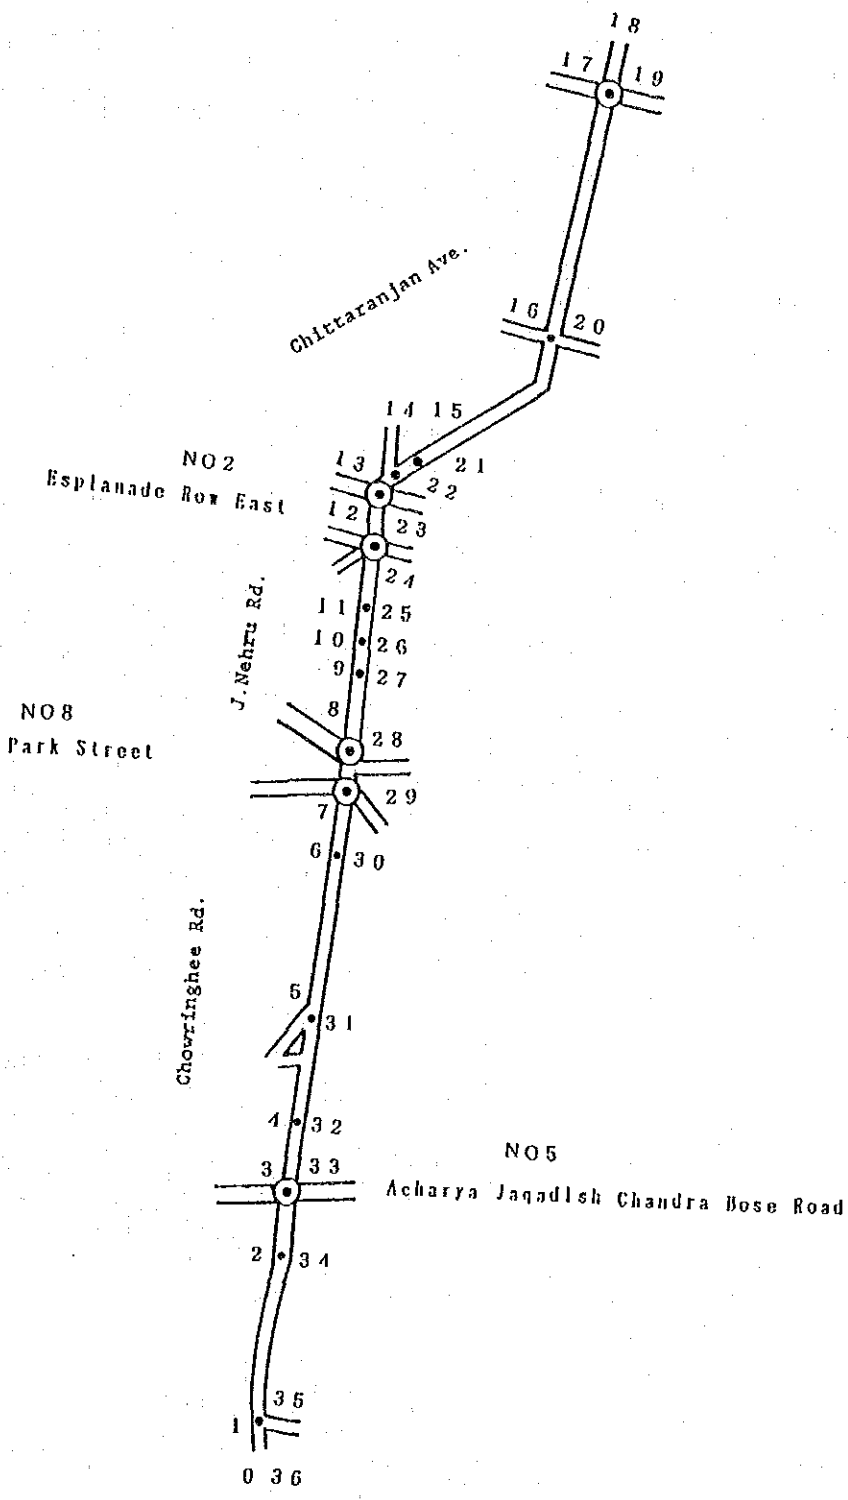 18
17 19
Chittaranjan Ave.
16 20
14 15
NO2
13 21
Esplanade Row East
22
12 23
24
J.Nehru Rd.
11 25
10 26
9 27
8
NO8
28
Park Street
29
7
6 30
Chowringhee Rd.
5
31
4 32
NO5
3 33
Acharya Jaqadish Chandra Bose Road
2 34
35
1
0 36